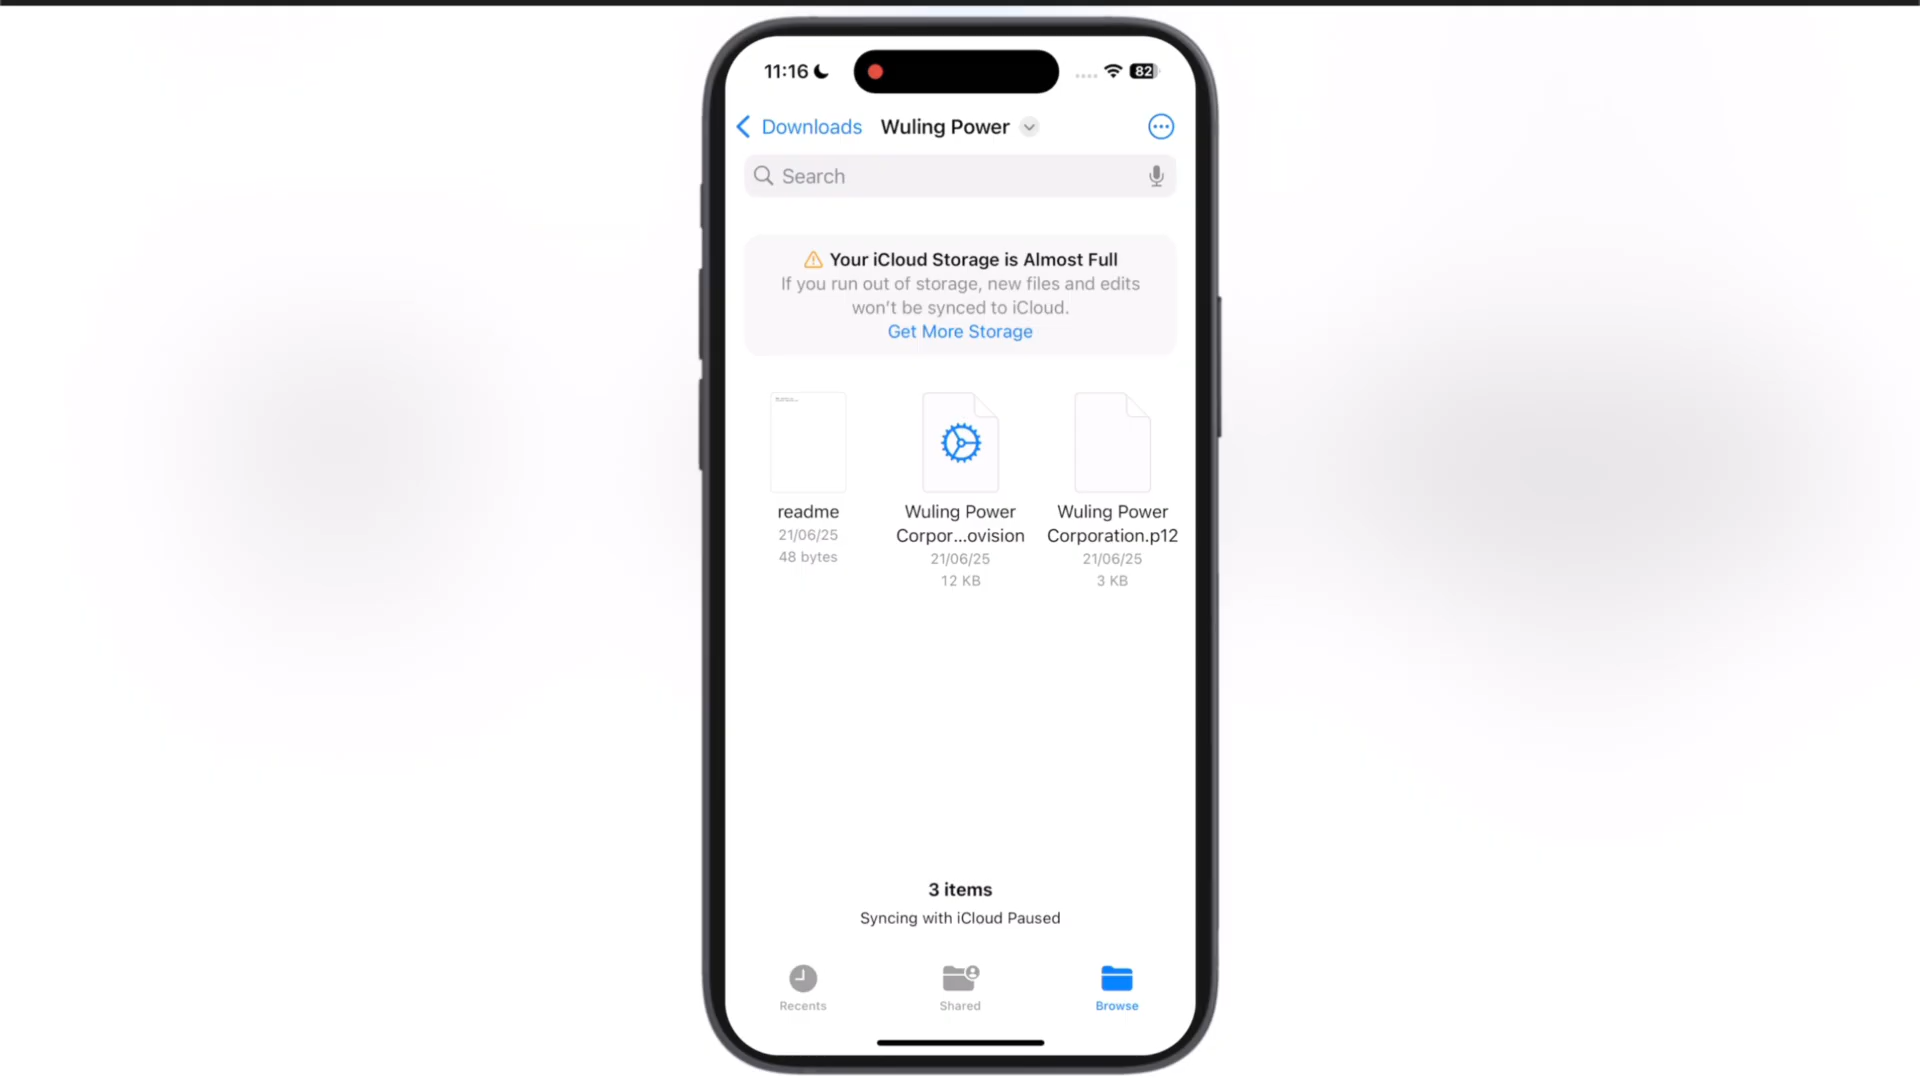 11:16
82
Downloads
Wuling Power
Search
Your iCloud Storage is Almost Full
If you run out of storage, new files and edits
won't be synced to iCloud.
Get More Storage
readme
21/06/25
48 bytes
Wuling Power
Corpor...ovision
21/06/25
12 KB
Wuling Power
Corporation.p12
21/06/25
3 KB
3 items
Syncing with iCloud Paused
Recents
Shared
Browse